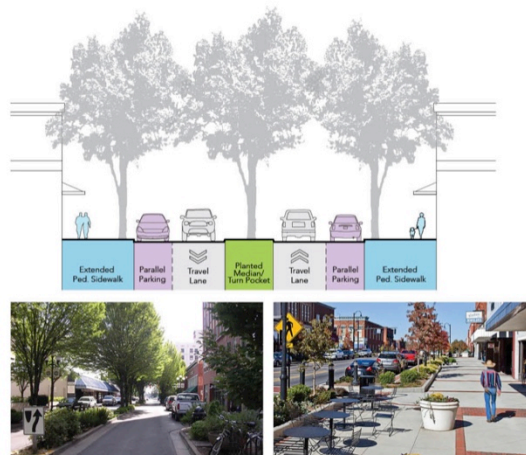 Extended
Ped. Sidewalk
Parallel
Parking
Travel
Lane
Planted
Median/
Turn Pocket
Travel
Lane
Parallel
Parking
Extended
Ped. Sidewalk